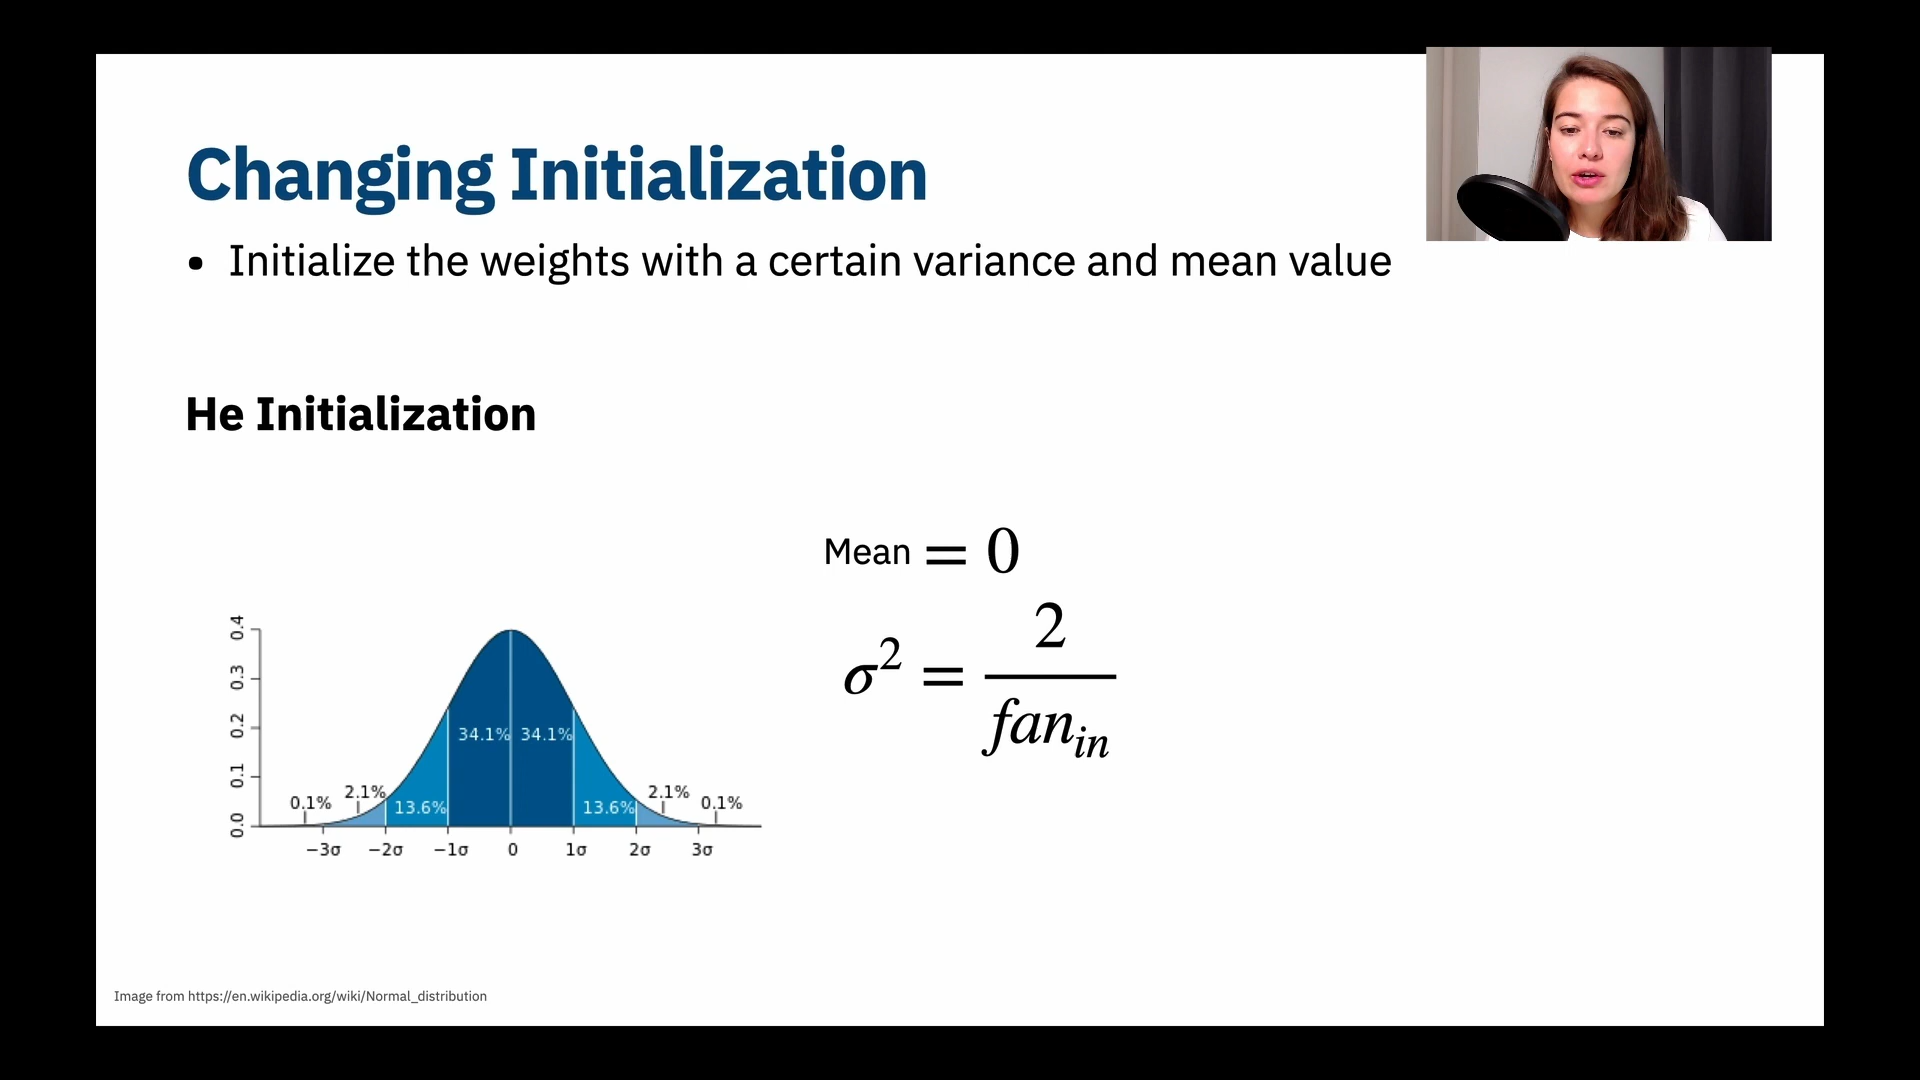 Changing Initialization
• Initialize the weights with a certain variance and mean value
He Initialization
Mean = 0
σ² = 2 / fan_in
0.4
0.3
0.2
0.1
0.0
34.1% 34.1%
0.1% 2.1% 13.6% 13.6% 2.1% 0.1%
−3σ −2σ −1σ 0 1σ 2σ 3σ
Image from https://en.wikipedia.org/wiki/Normal_distribution